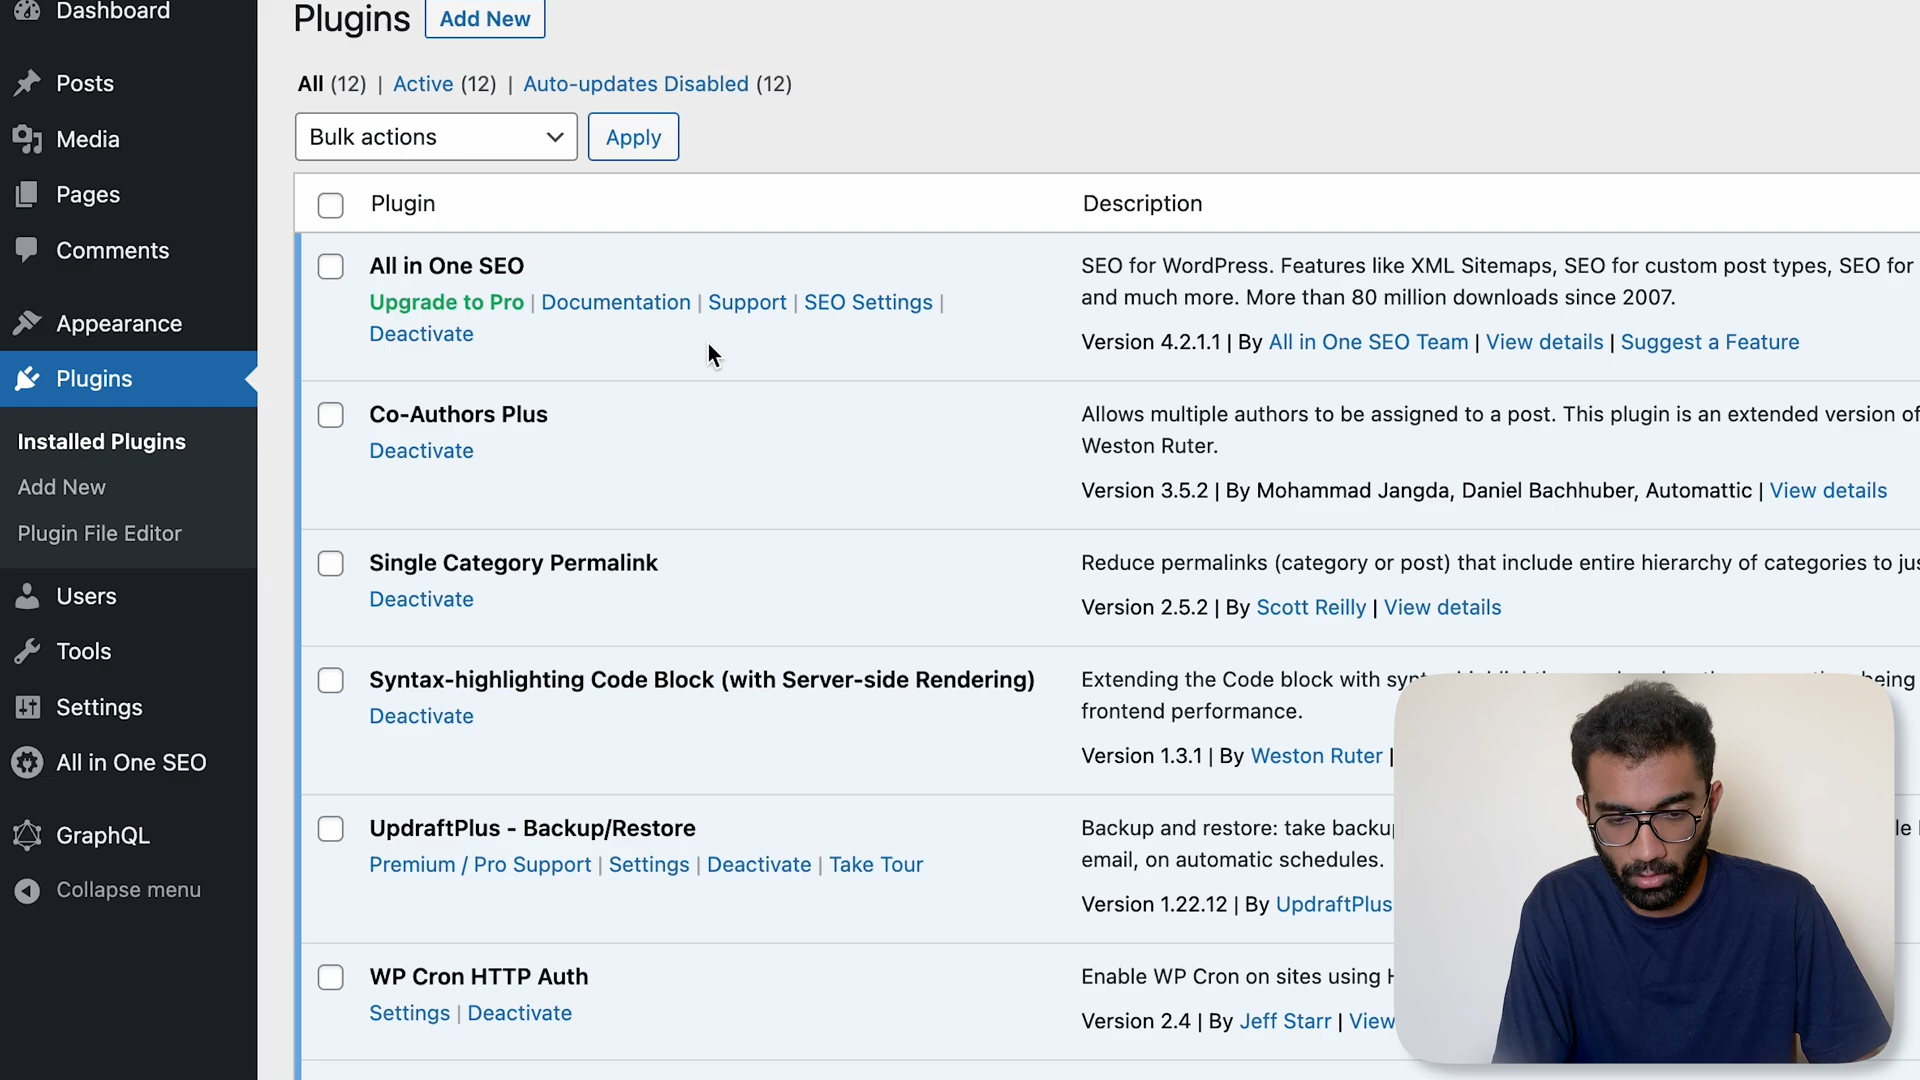 Dashboard
Posts
Media
Pages
Comments
Appearance
Plugins
Installed Plugins
Add New
Plugin File Editor
Users
Tools
Settings
All in One SEO
GraphQL
Collapse menu
Plugins Add New
All (12) | Active (12) | Auto-updates Disabled (12)
Bulk actions Apply
Plugin Description
All in One SEO
Upgrade to Pro | Documentation | Support | SEO Settings |
Deactivate
SEO for WordPress. Features like XML Sitemaps, SEO for custom post types, SEO for
and much more. More than 80 million downloads since 2007.
Version 4.2.1.1 | By All in One SEO Team | View details | Suggest a Feature
Co-Authors Plus
Deactivate
Allows multiple authors to be assigned to a post. This plugin is an extended version of
Weston Ruter.
Version 3.5.2 | By Mohammad Jangda, Daniel Bachhuber, Automattic | View details
Single Category Permalink
Deactivate
Reduce permalinks (category or post) that include entire hierarchy of categories to
Version 2.5.2 | By Scott Reilly | View details
Syntax-highlighting Code Block (with Server-side Rendering)
Deactivate
Extending the Code block with being
frontend performance.
Version 1.3.1 | By Weston Ruter |
UpdraftPlus - Backup/Restore
Premium / Pro Support | Settings | Deactivate | Take Tour
Backup and restore: take
email, on automatic schedules.
Version 1.22.12 | By UpdraftPlus
WP Cron HTTP Auth
Settings | Deactivate
Enable WP Cron on sites using
Version 2.4 | By Jeff Starr | View